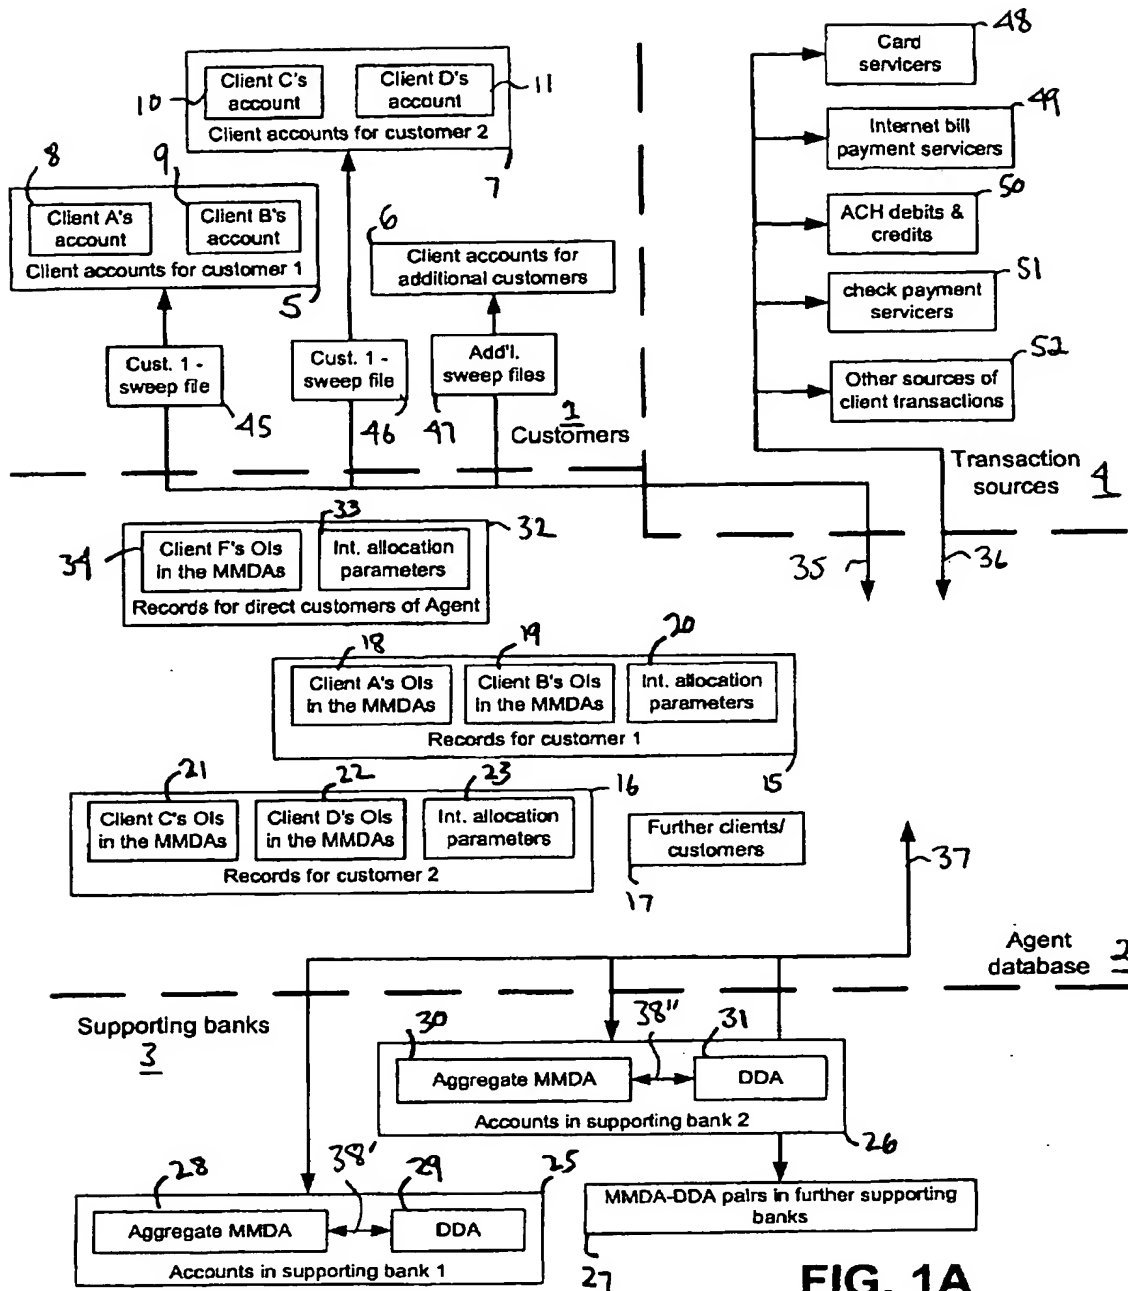 48
Card
servicers
Client C's
account
Client D's
account
10
11
Client accounts for customer 2
7
49
Internet bill
payment servicers
8
9
Client A's
account
Client B's
account
Client accounts for customer 1
5
6
Client accounts for
additional customers
50
ACH debits &
credits
51
check payment
servicers
Cust. 1 -
sweep file
45
Cust. 1 -
sweep file
46
Add'l.
sweep files
47
52
Other sources of
client transactions
1
Customers
Transaction
sources
4
33
32
34
Client F's OIs
in the MMDAs
Int. allocation
parameters
Records for direct customers of Agent
35
36
18
19
20
Client A's OIs
in the MMDAs
Client B's OIs
in the MMDAs
Int. allocation
parameters
Records for customer 1
15
21
22
23
16
Client C's OIs
in the MMDAs
Client D's OIs
in the MMDAs
Int. allocation
parameters
Records for customer 2
Further clients/
customers
17
37
Agent
database
2
Supporting banks
3
30
38"
31
Aggregate MMDA
DDA
Accounts in supporting bank 2
26
28
38'
29
25
Aggregate MMDA
DDA
Accounts in supporting bank 1
MMDA-DDA pairs in further supporting
banks
27
FIG. 1A